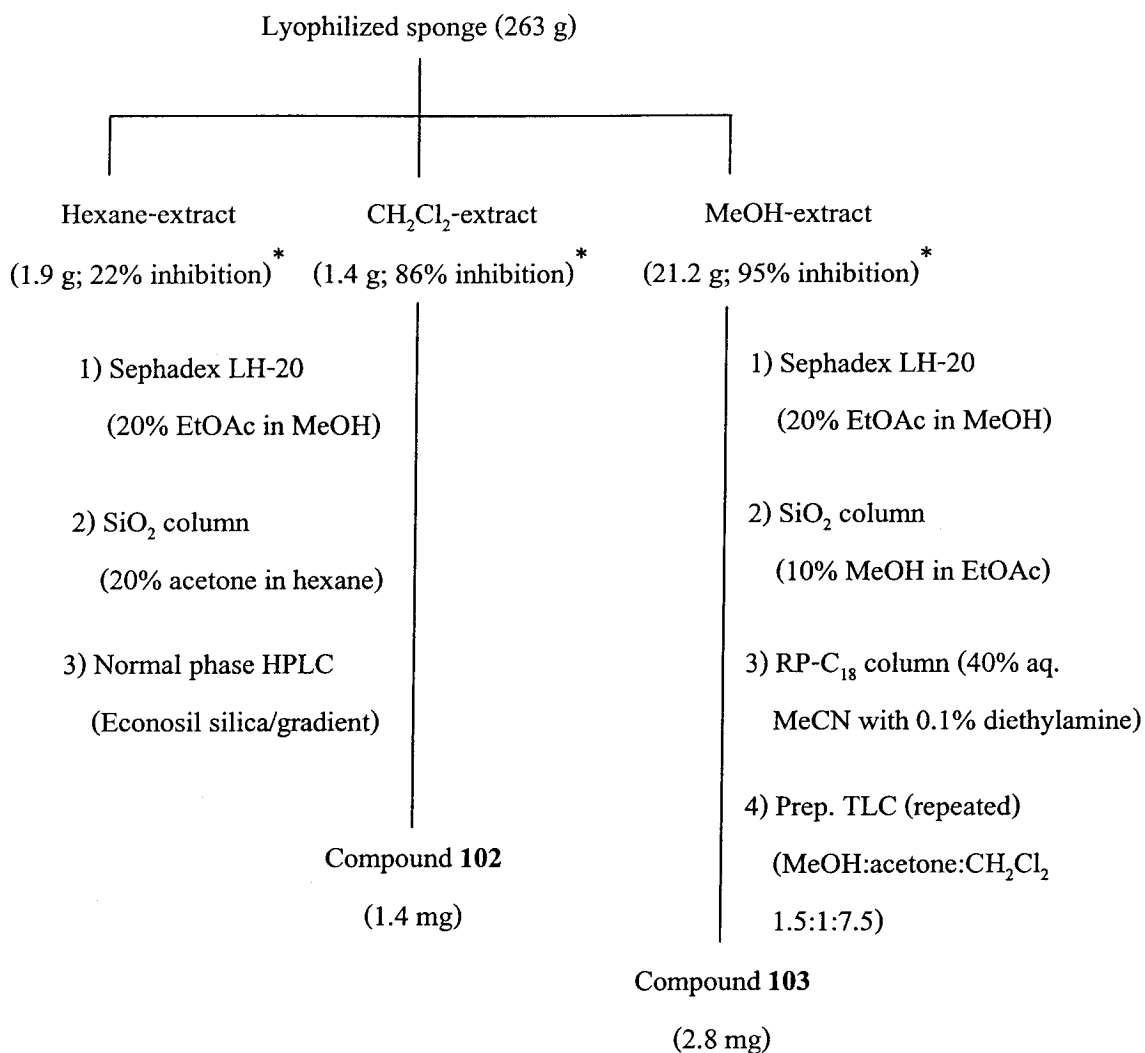 Lyophilized sponge (263 g)
Hexane-extract
(1.9 g; 22% inhibition)*
CH₂Cl₂-extract
(1.4 g; 86% inhibition)*
MeOH-extract
(21.2 g; 95% inhibition)*
1) Sephadex LH-20
(20% EtOAc in MeOH)
2) SiO₂ column
(20% acetone in hexane)
3) Normal phase HPLC
(Econosil silica/gradient)
Compound 102
(1.4 mg)
1) Sephadex LH-20
(20% EtOAc in MeOH)
2) SiO₂ column
(10% MeOH in EtOAc)
3) RP-C₁₈ column (40% aq.
MeCN with 0.1% diethylamine)
4) Prep. TLC (repeated)
(MeOH:acetone:CH₂Cl₂
1.5:1:7.5)
Compound 103
(2.8 mg)